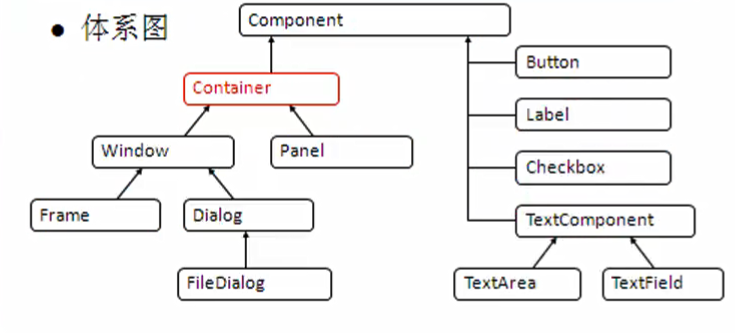 ● 体系图
Component
Container
Button
Label
Window
Panel
Checkbox
Frame
Dialog
TextComponent
FileDialog
TextArea
TextField